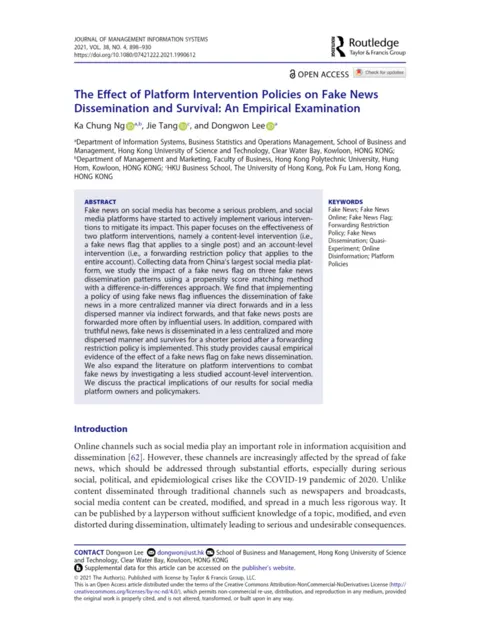 JOURNAL OF MANAGEMENT INFORMATION SYSTEMS
2021, VOL. 38, NO. 4, 898–930
https://doi.org/10.1080/07421222.2021.1990612
Routledge
Taylor & Francis Group
OPEN ACCESS
Check for updates
The Effect of Platform Intervention Policies on Fake News
Dissemination and Survival: An Empirical Examination
Ka Chung Ng a,b, Jie Tang c, and Dongwon Lee a
aDepartment of Information Systems, Business Statistics and Operations Management, School of Business and
Management, Hong Kong University of Science and Technology, Clear Water Bay, Kowloon, HONG KONG;
bDepartment of Management and Marketing, Faculty of Business, Hong Kong Polytechnic University, Hung
Hom, Kowloon, HONG KONG; cHKU Business School, The University of Hong Kong, Pok Fu Lam, Hong Kong,
HONG KONG
ABSTRACT
Fake news on social media has become a serious problem, and social
media platforms have started to actively implement various interven-
tions to mitigate its impact. This paper focuses on the effectiveness of
two platform interventions, namely a content-level intervention (i.e.,
a fake news flag that applies to a single post) and an account-level
intervention (i.e., a forwarding restriction policy that applies to the
entire account). Collecting data from China's largest social media plat-
form, we study the impact of a fake news flag on three fake news
dissemination patterns using a propensity score matching method
with a difference-in-differences approach. We find that implementing
a policy of using fake news flag influences the dissemination of fake
news in a more centralized manner via direct forwards and in a less
dispersed manner via indirect forwards, and that fake news posts are
forwarded more often by influential users. In addition, compared with
truthful news, fake news is disseminated in a less centralized and more
dispersed manner and survives for a shorter period after a forwarding
restriction policy is implemented. This study provides causal empirical
evidence of the effect of a fake news flag on fake news dissemination.
We also expand the literature on platform interventions to combat
fake news by investigating a less studied account-level intervention.
We discuss the practical implications of our results for social media
platform owners and policymakers.
KEYWORDS
Fake News; Fake News
Online; Fake News Flag;
Forwarding Restriction
Policy; Fake News
Dissemination; Quasi-
Experiment; Online
Disinformation; Platform
Policies
Introduction
Online channels such as social media play an important role in information acquisition and
dissemination [62]. However, these channels are increasingly affected by the spread of fake
news, which should be addressed through substantial efforts, especially during serious
social, political, and epidemiological crises like the COVID-19 pandemic of 2020. Unlike
content disseminated through traditional channels such as newspapers and broadcasts,
social media content can be created, modified, and spread in a much less rigorous way. It
can be published by a layperson without sufficient knowledge of a topic, modified, and even
distorted during dissemination, ultimately leading to serious and undesirable consequences.
CONTACT Dongwon Lee dongwon@ust.hk School of Business and Management, Hong Kong University of Science
and Technology, Clear Water Bay, Kowloon, HONG KONG
Supplemental data for this article can be accessed on the publisher's website.
© 2021 The Author(s). Published with license by Taylor & Francis Group, LLC.
This is an Open Access article distributed under the terms of the Creative Commons Attribution-NonCommercial-NoDerivatives License (http://
creativecommons.org/licenses/by-nc-nd/4.0/), which permits non-commercial re-use, distribution, and reproduction in any medium, provided
the original work is properly cited, and is not altered, transformed, or built upon in any way.